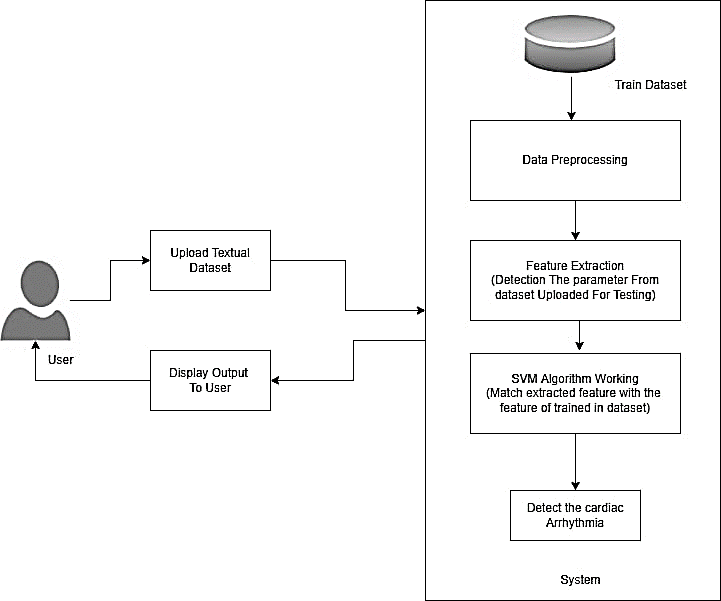 Train Dataset
Data Preprocessing
Upload Textual
Dataset
Feature Extraction
(Detection The parameter From
dataset Uploaded For Testing)
User
Display Output
To User
SVM Algorithm Working
(Match extracted feature with the
feature of trained in dataset)
Detect the cardiac
Arrhythmia
System